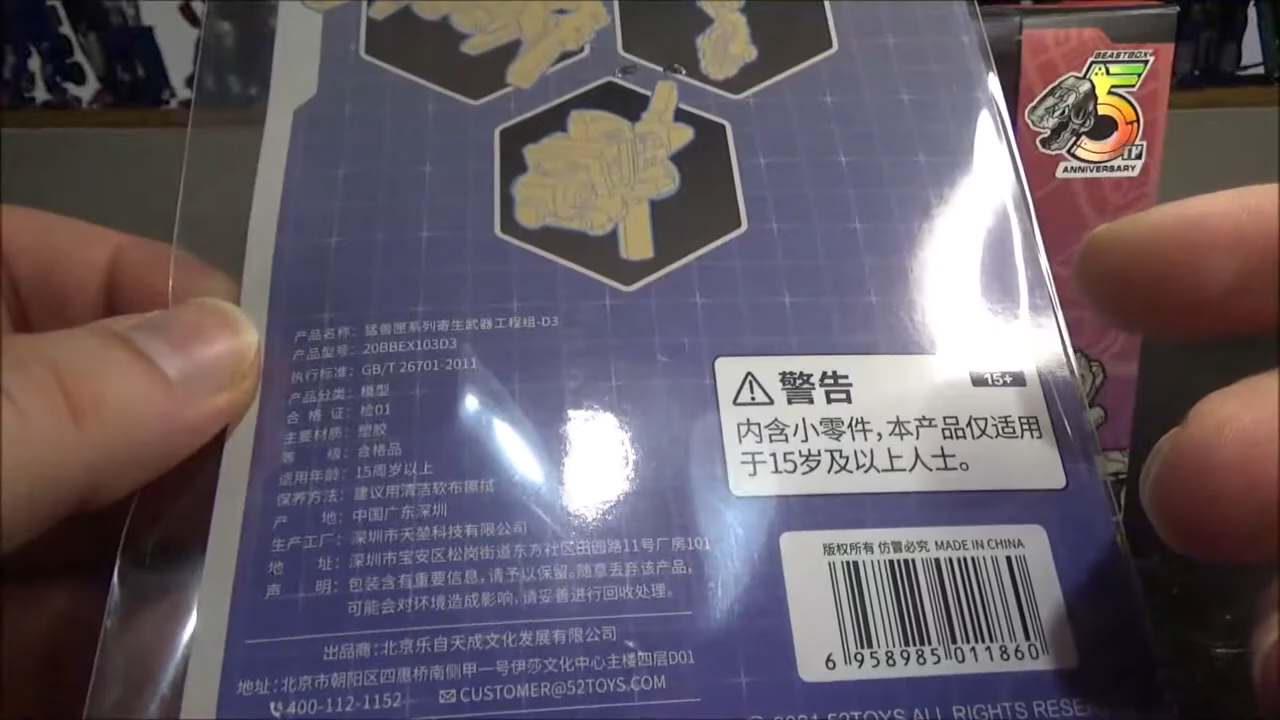 BEASTBOX
5
TH
ANNIVERSARY
产品名称：猛兽匣系列寄生武器工程组-D3
产品型号：20BBEX103D3
执行标准：GB/T 26701-2011
产品分类：模型
合 格 证：检01
主要材质：塑胶
等 级：合格品
适用年龄：15周岁以上
保养方法：建议用清洁软布擦拭
产 地：中国广东深圳
生产工厂：深圳市天堃科技有限公司
地 址：深圳市宝安区松岗街道东方社区田园路11号厂房101
声 明：包装含有重要信息，请予以保留。随意丢弃该产品，
可能会对环境造成影响，请妥善进行回收处理。
出品商：北京乐自天成文化发展有限公司
地址：北京市朝阳区四惠桥南侧甲一号伊莎文化中心主楼四层D01
400-112-1152 CUSTOMER@52TOYS.COM
15+
警告
内含小零件，本产品仅适用
于15岁及以上人士。
版权所有 仿冒必究 MADE IN CHINA
6 958985 011860
© 2021 52TOYS ALL RIGHTS RESE